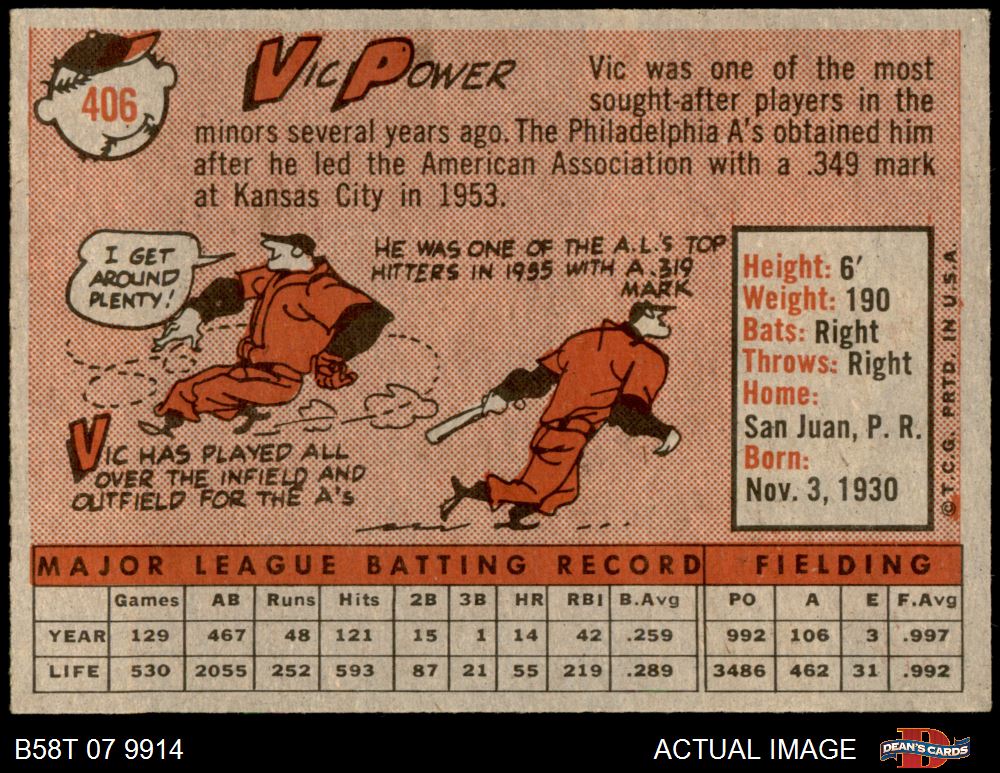 406
VIC POWER
Vic was one of the most
sought-after players in the
minors several years ago. The Philadelphia A's obtained him
after he led the American Association with a .349 mark
at Kansas City in 1953.
I GET
AROUND
PLENTY!
HE WAS ONE OF THE A.L.'S TOP
HITTERS IN 1955 WITH A .319
MARK
VIC HAS PLAYED ALL
OVER THE INFIELD AND
OUTFIELD FOR THE A'S
Height: 6'
Weight: 190
Bats: Right
Throws: Right
Home:
San Juan, P. R.
Born:
Nov. 3, 1930
© T.C.G. PRTD. IN U.S.A.
MAJOR LEAGUE BATTING RECORD FIELDING
Games AB Runs Hits 2B 3B HR RBI B.Avg PO A E F.Avg
YEAR 129 467 48 121 15 1 14 42 .259 992 106 3 .997
LIFE 530 2055 252 593 87 21 55 219 .289 3486 462 31 .992
B58T 07 9914 ACTUAL IMAGE DEAN'S CARDS